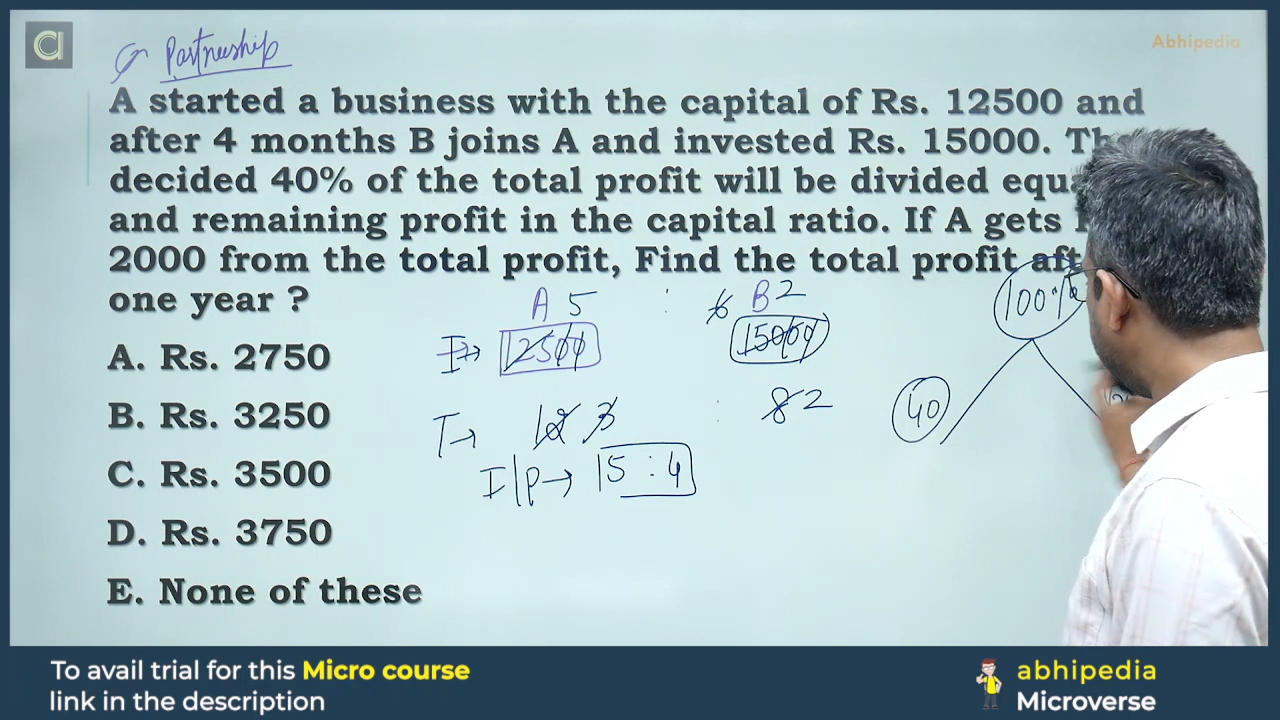 Partnership
Abhipedia
A started a business with the capital of Rs. 12500 and
after 4 months B joins A and invested Rs. 15000.
decided 40% of the total profit will be divided
and remaining profit in the capital ratio. If A gets
2000 from the total profit, Find the total profit
one year ?
A 5 : 6 B 2
100%
I→ 12500 15000
A. Rs. 2750
40
B. Rs. 3250
T→ 12 3 : 8 2
I/P→ 15 : 4
C. Rs. 3500
D. Rs. 3750
E. None of these
To avail trial for this Micro course
link in the description
abhipedia
Microverse